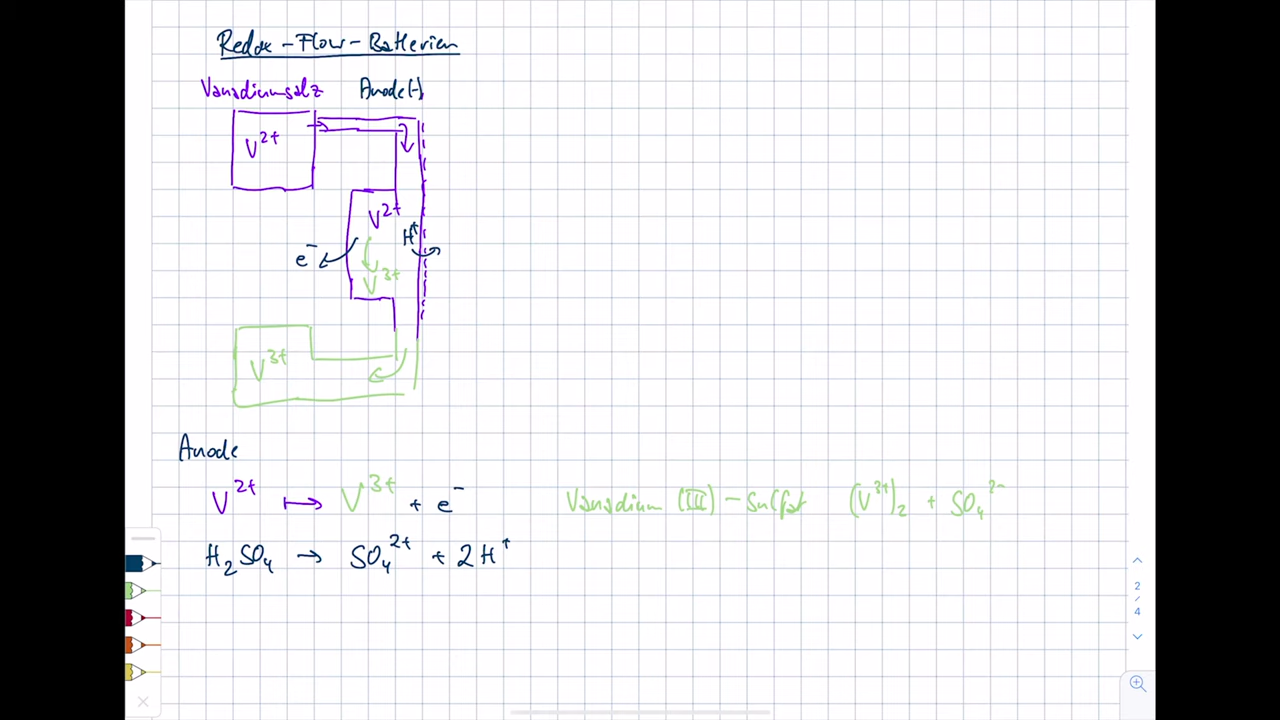 Redox-Flow-Batterien
Vanadiumsalz Anode(-)
V²⁺
V²⁺
H⁺
e⁻
V³⁺
V³⁺
Anode
V²⁺ ↦ V³⁺ + e⁻ Vanadium (III) - Sulfat (V³⁺)₂ + SO₄²⁻
H₂SO₄ → SO₄²⁺ + 2H⁺
2
/
4